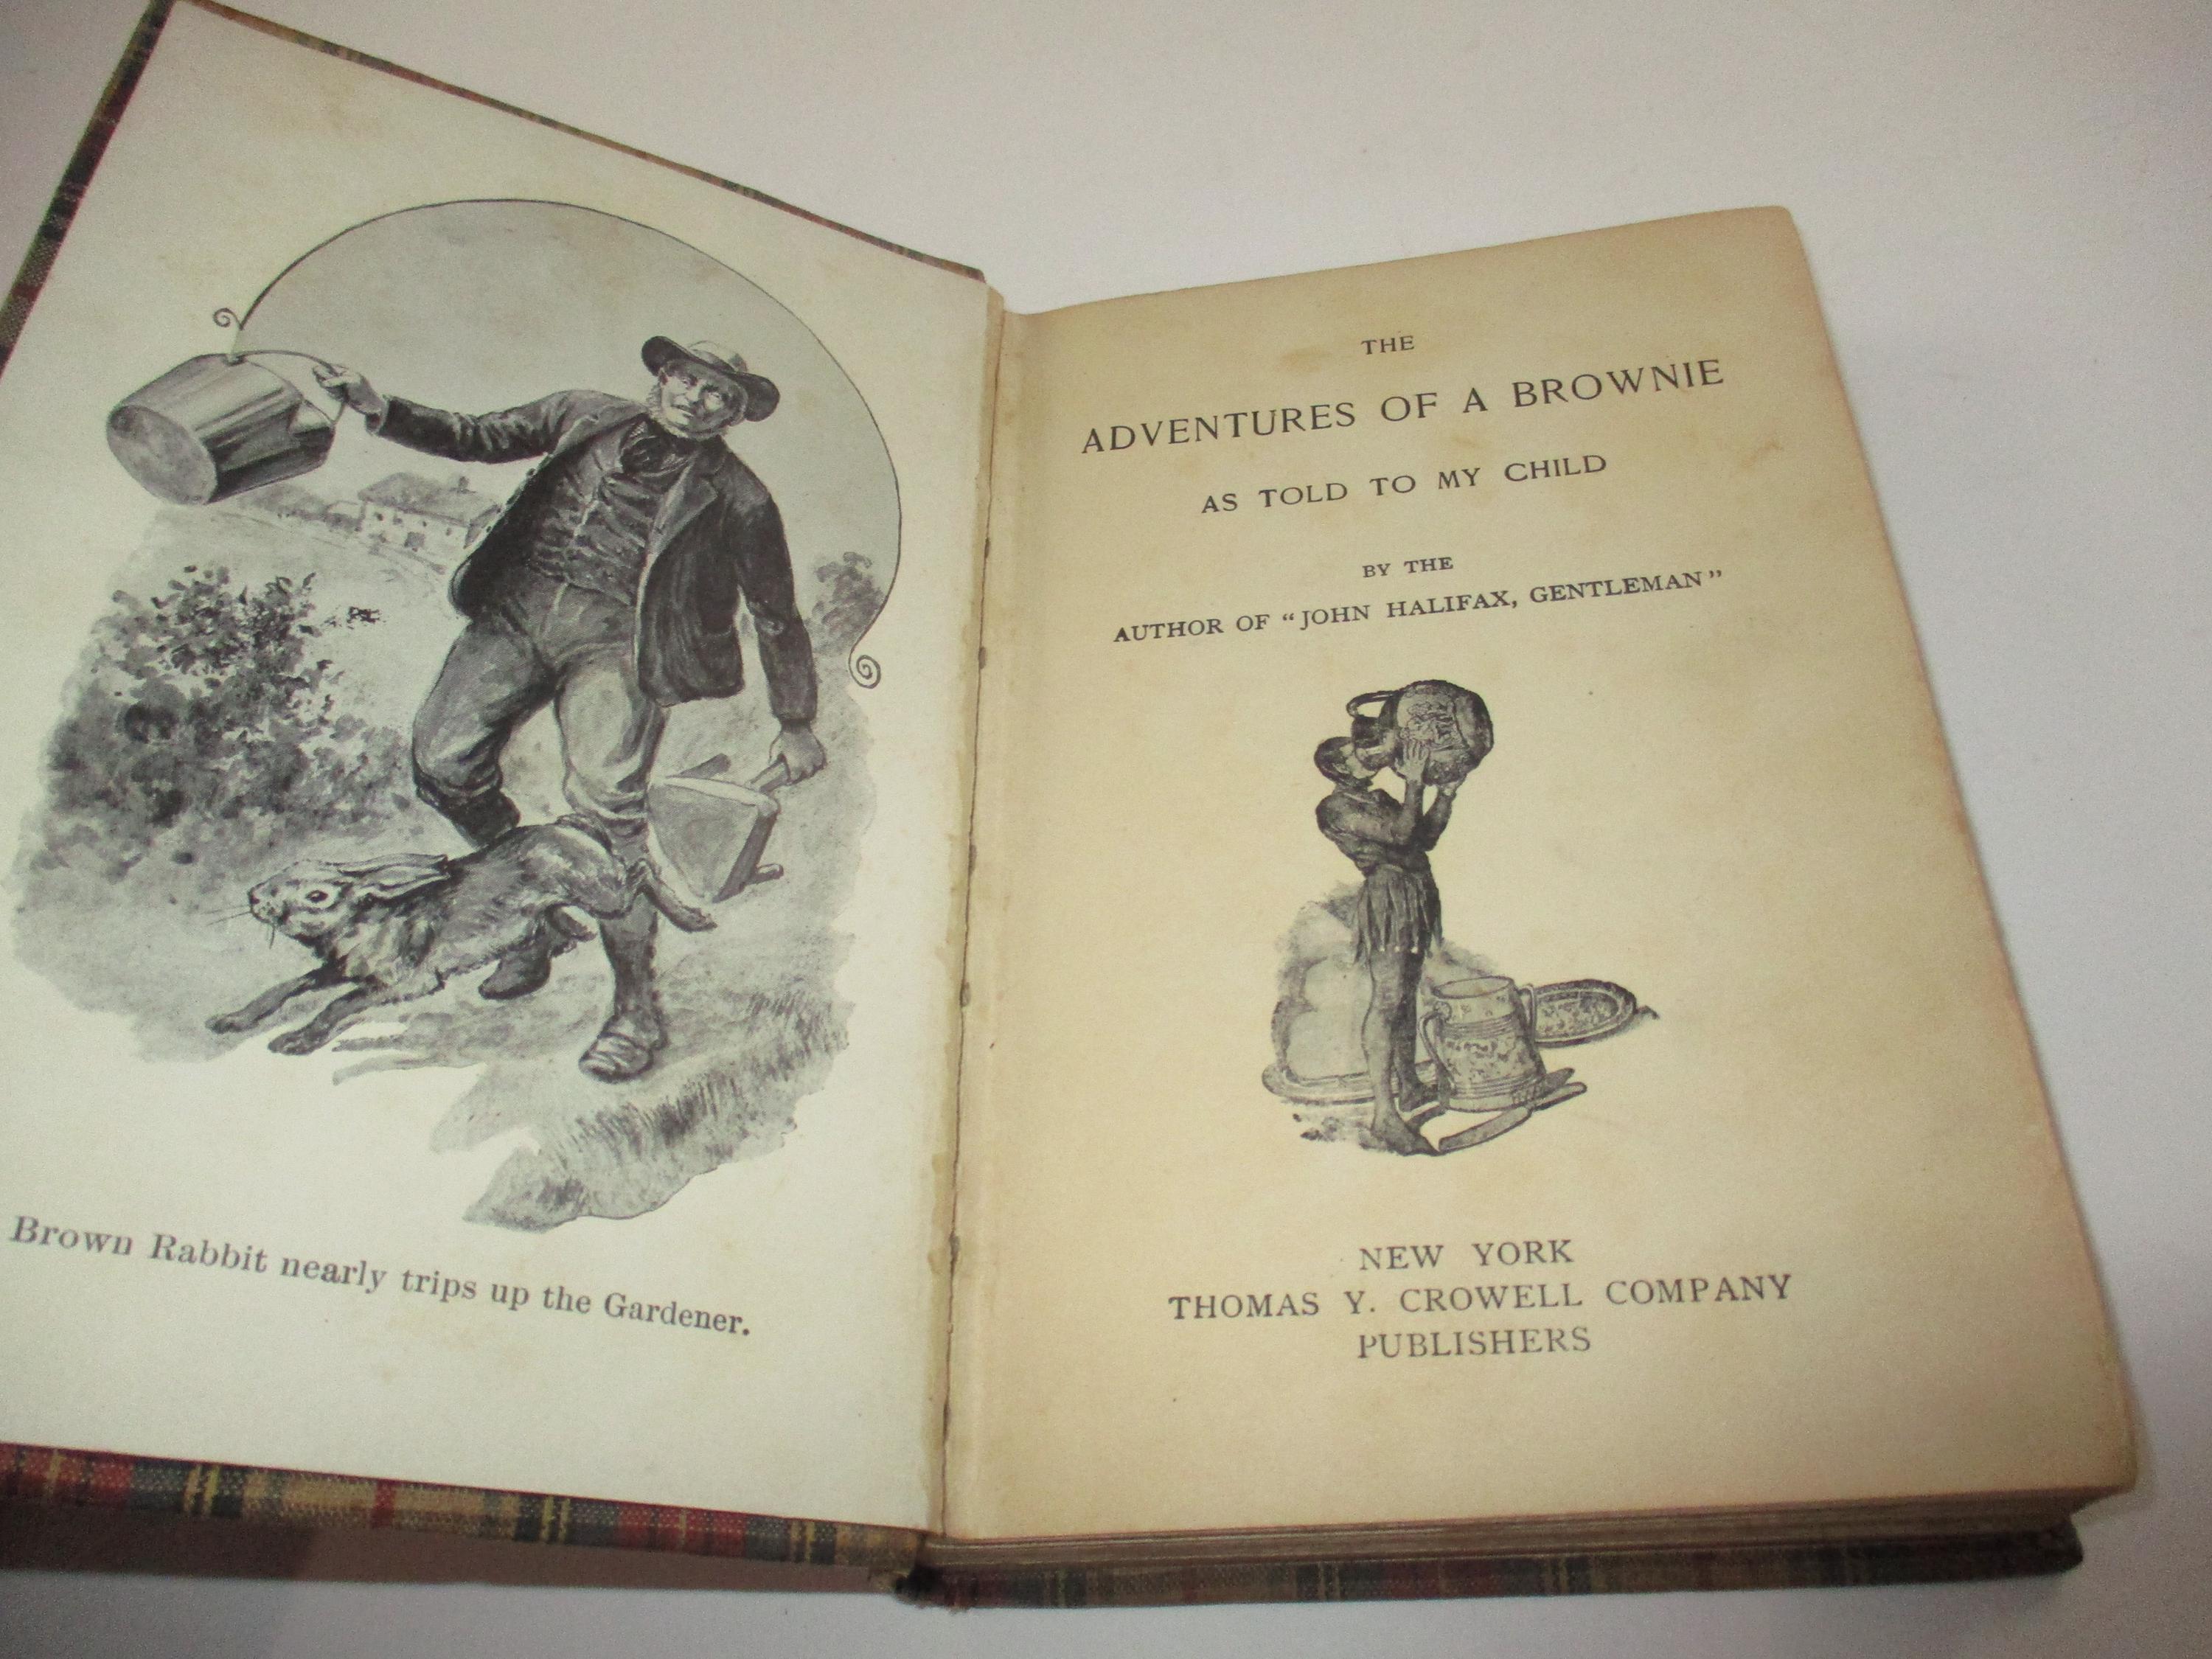 Brown Rabbit nearly trips up the Gardener.
THE
ADVENTURES OF A BROWNIE
AS TOLD TO MY CHILD
BY THE
AUTHOR OF "JOHN HALIFAX, GENTLEMAN"
NEW YORK
THOMAS Y. CROWELL COMPANY
PUBLISHERS